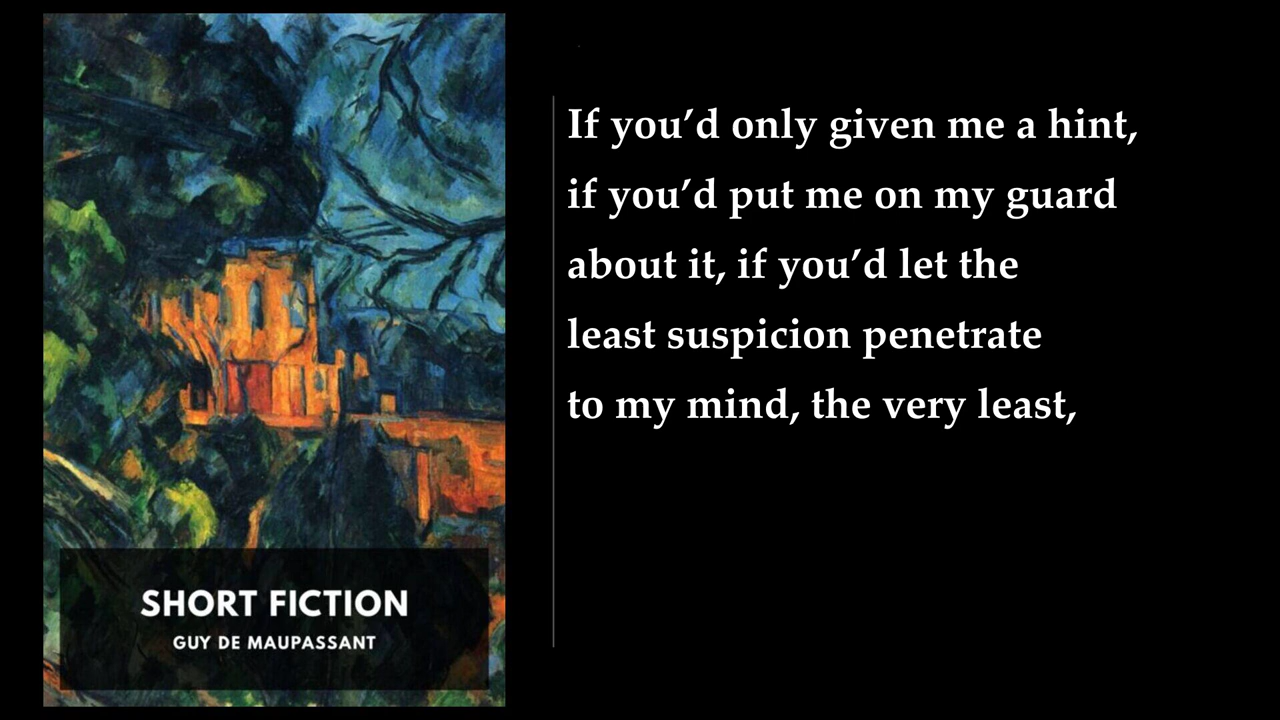 SHORT FICTION
GUY DE MAUPASSANT
If you’d only given me a hint,
if you’d put me on my guard
about it, if you’d let the
least suspicion penetrate
to my mind, the very least,